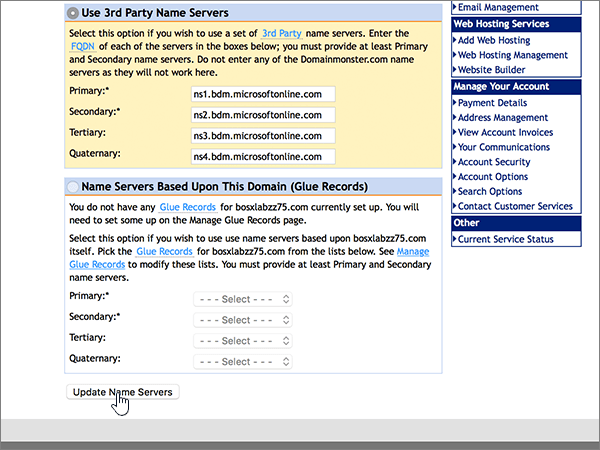 Use 3rd Party Name Servers
Select this option if you wish to use a set of 3rd Party name servers. Enter the
FQDN of each of the servers in the boxes below; you must provide at least Primary
and Secondary name servers. Do not enter any of the Domainmonster.com name
servers as they will not work here.
Primary:* ns1.bdm.microsoftonline.com
Secondary:* ns2.bdm.microsoftonline.com
Tertiary: ns3.bdm.microsoftonline.com
Quaternary: ns4.bdm.microsoftonline.com
Name Servers Based Upon This Domain (Glue Records)
You do not have any Glue Records for bosxlabzz75.com currently set up. You will
need to set some up on the Manage Glue Records page.
Select this option if you wish to use use name servers based upon bosxlabzz75.com
itself. Pick the Glue Records for bosxlabzz75.com from the lists below. See Manage
Glue Records to modify these lists. You must provide at least Primary and Secondary
name servers.
Primary:* - - - Select - - -
Secondary:* - - - Select - - -
Tertiary: - - - Select - - -
Quaternary: - - - Select - - -
Update Name Servers
Email Management
Web Hosting Services
Add Web Hosting
Web Hosting Management
Website Builder
Manage Your Account
Payment Details
Address Management
View Account Invoices
Your Communications
Account Security
Account Options
Search Options
Contact Customer Services
Other
Current Service Status